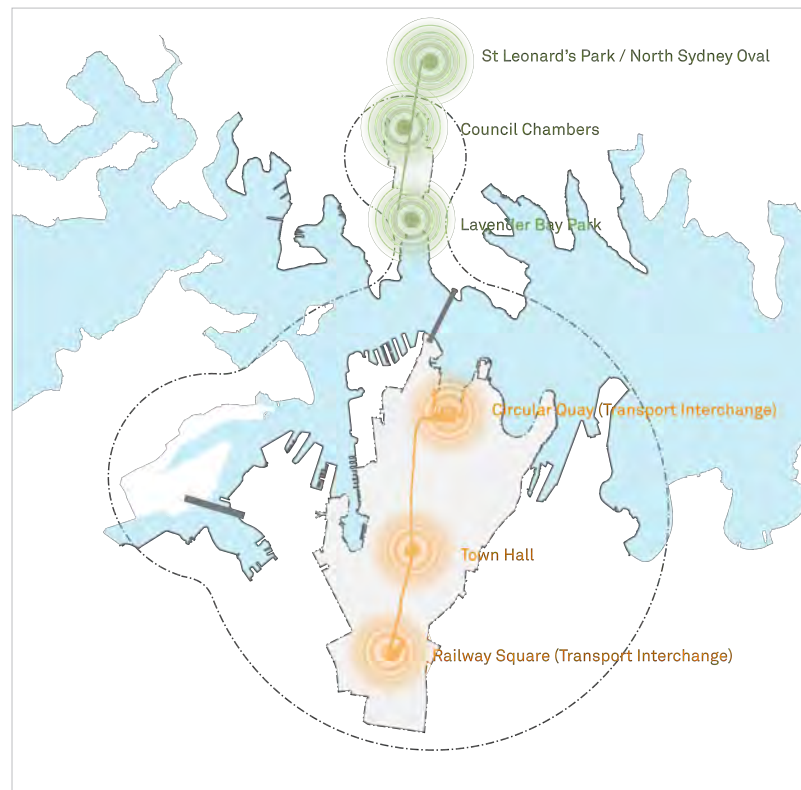 St Leonard's Park / North Sydney Oval
Council Chambers
Lavender Bay Park
Circular Quay (Transport Interchange)
Town Hall
Railway Square (Transport Interchange)